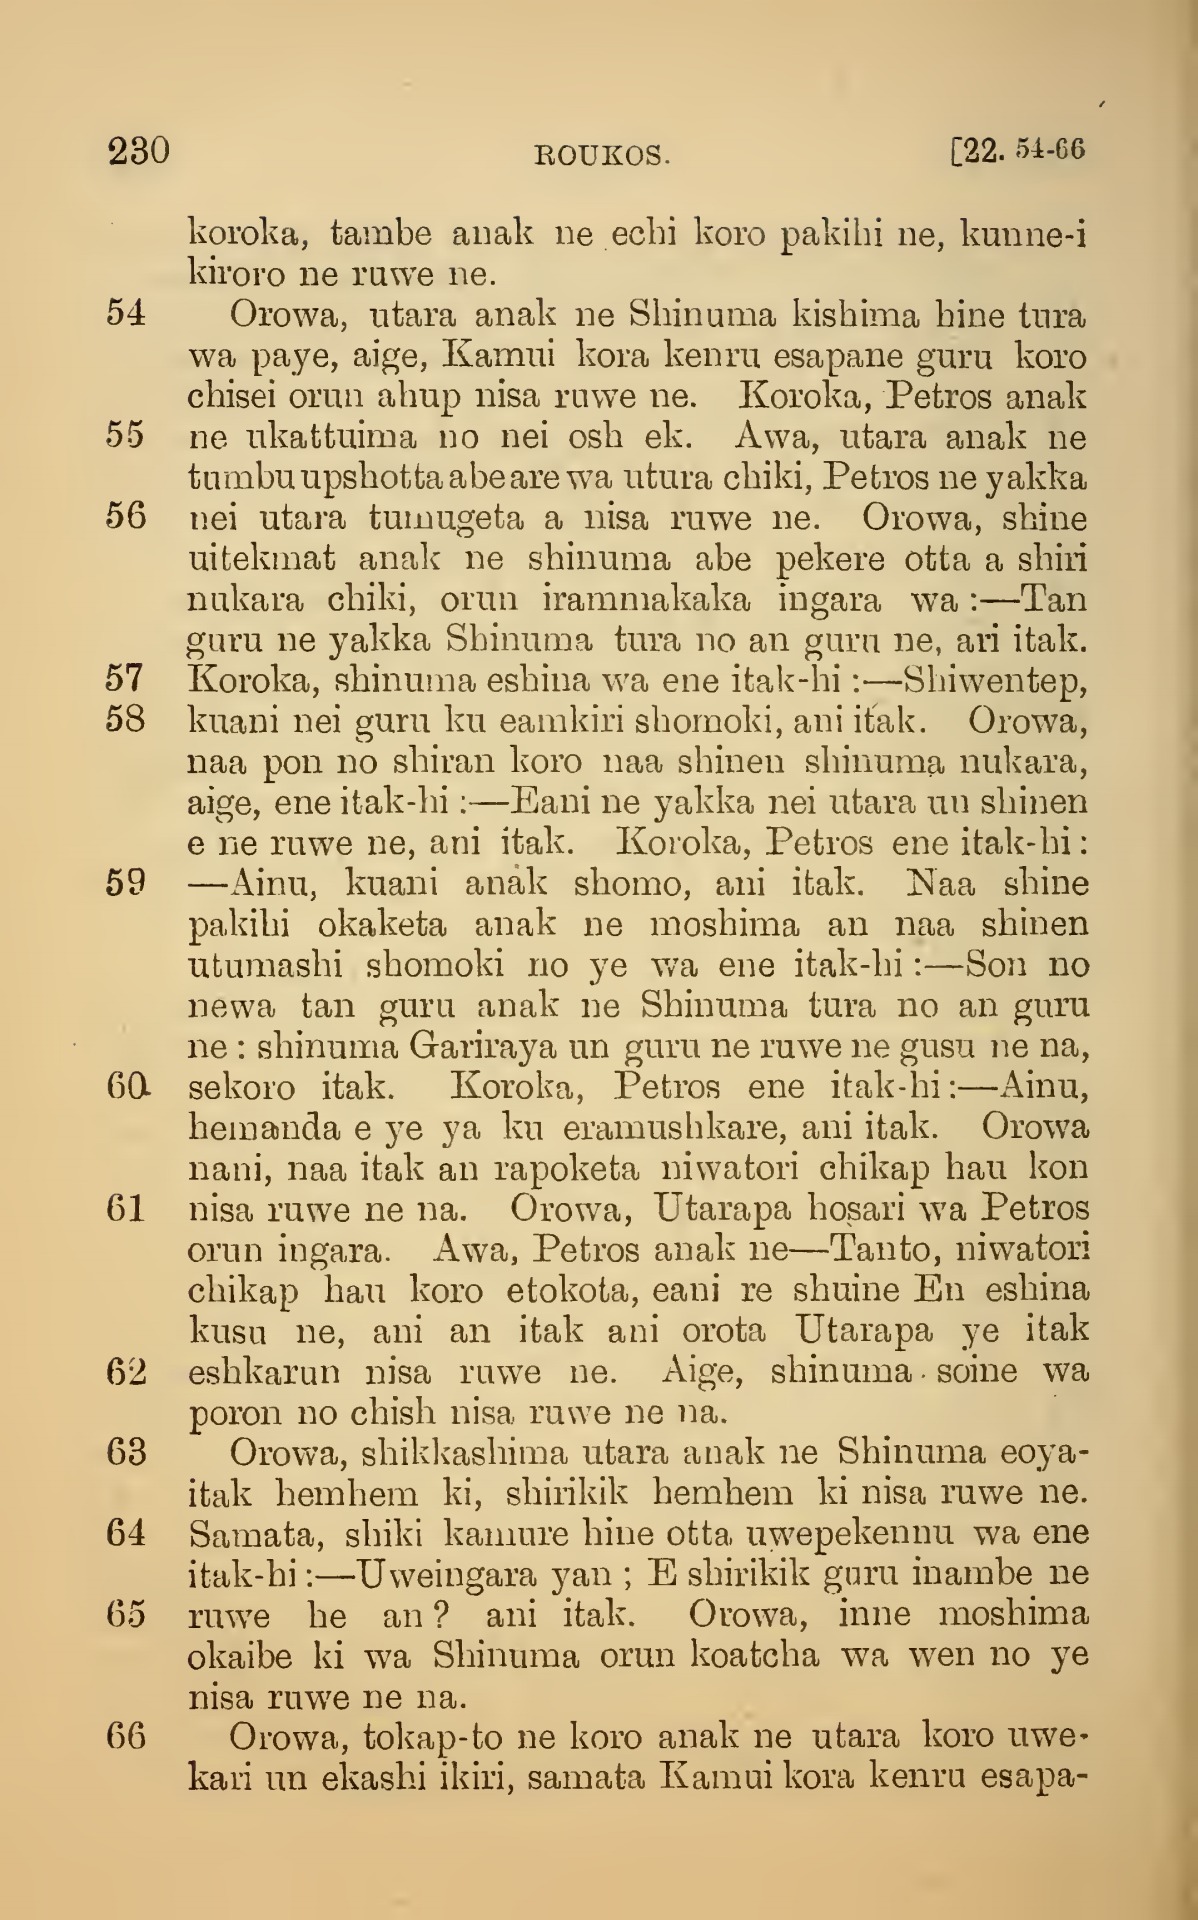 230 ROUKOS. [22. 54-66
koroka, tambe anak ne echi koro pakihi ne, kunne-i
kiroro ne ruwe ne.
54 Orowa, utara anak ne Shinuma kishima hine tura
wa paye, aige, Kamui kora kenru esapane guru koro
chisei orun ahup nisa ruwe ne. Koroka, Petros anak
55 ne ukattuima no nei osh ek. Awa, utara anak ne
tumbu upshotta abe are wa utura chiki, Petros ne yakka
56 nei utara tumugeta a nisa ruwe ne. Orowa, shine
uitekmat anak ne shinuma abe pekere otta a shiri
nukara chiki, orun irammakaka ingara wa :—Tan
guru ne yakka Shinuma tura no an guru ne, ari itak.
57 Koroka, shinuma eshina wa ene itak-hi :—Shiwentep,
58 kuani nei guru ku eamkiri shomoki, ani itak. Orowa,
naa pon no shiran koro naa shinen shinuma nukara,
aige, ene itak-hi :—Eani ne yakka nei utara un shinen
e ne ruwe ne, ani itak. Koroka, Petros ene itak-hi :
59 —Ainu, kuani anak shomo, ani itak. Naa shine
pakihi okaketa anak ne moshima an naa shinen
utumashi shomoki no ye wa ene itak-hi :—Son no
newa tan guru anak ne Shinuma tura no an guru
ne : shinuma Gariraya un guru ne ruwe ne gusu ne na,
60 sekoro itak. Koroka, Petros ene itak-hi :—Ainu,
hemanda e ye ya ku eramushkare, ani itak. Orowa
nani, naa itak an rapoketa niwatori chikap hau kon
61 nisa ruwe ne na. Orowa, Utarapa hosari wa Petros
orun ingara. Awa, Petros anak ne—Tanto, niwatori
chikap hau koro etokota, eani re shuine En eshina
kusu ne, ani an itak ani orota Utarapa ye itak
62 eshkarun nisa ruwe ne. Aige, shinuma soine wa
poron no chish nisa ruwe ne na.
63 Orowa, shikkashima utara anak ne Shinuma eoya-
itak hemhem ki, shirikik hemhem ki nisa ruwe ne.
64 Samata, shiki kamure hine otta uwepekennu wa ene
itak-hi :—Uweingara yan ; E shirikik guru inambe ne
65 ruwe he an ? ani itak. Orowa, inne moshima
okaibe ki wa Shinuma orun koatcha wa wen no ye
nisa ruwe ne na.
66 Orowa, tokap-to ne koro anak ne utara koro uwe-
kari un ekashi ikiri, samata Kamui kora kenru esapa-